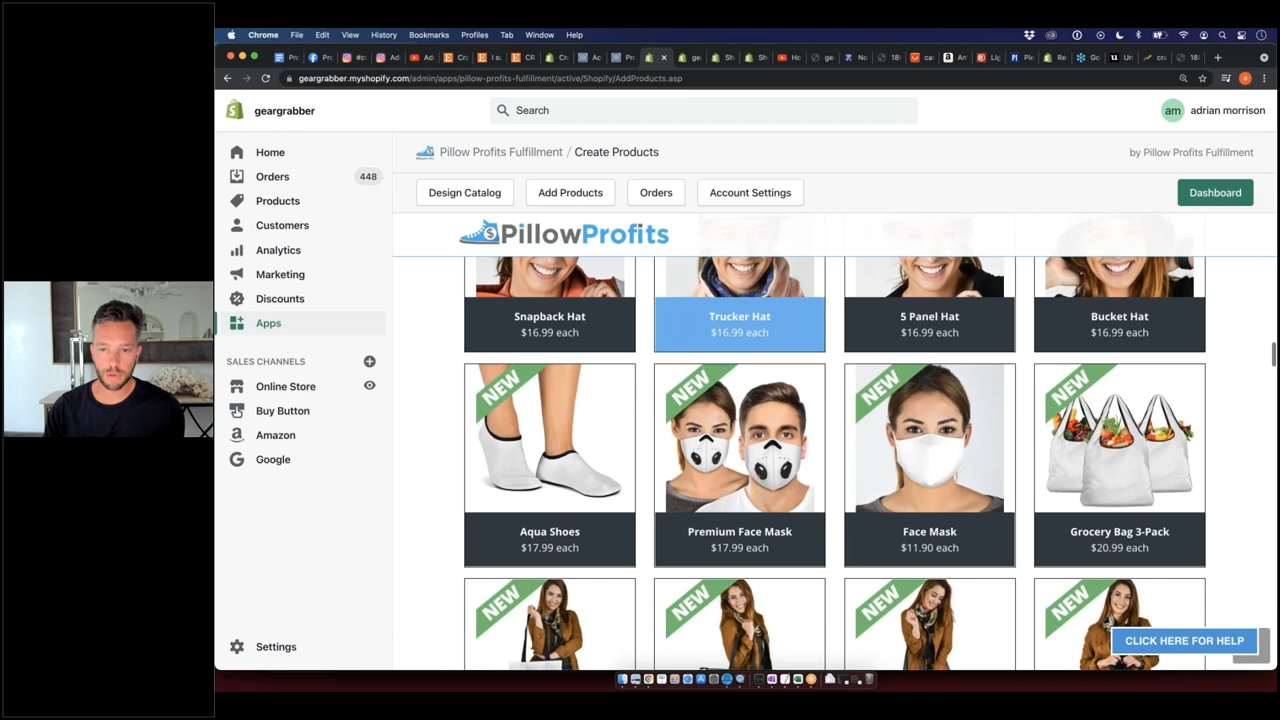 Chrome File Edit View History Bookmarks Profiles Tab Window Help
geargrabber.myshopify.com/admin/apps/pillow-profits-fulfillment/active/Shopify/AddProducts.asp
geargrabber
Search
am adrian morrison
Home
Orders 448
Products
Customers
Analytics
Marketing
Discounts
Apps
SALES CHANNELS
Online Store
Buy Button
Amazon
Google
Settings
Pillow Profits Fulfillment / Create Products
by Pillow Profits Fulfillment
Design Catalog Add Products Orders Account Settings Dashboard
PillowProfits
Snapback Hat
$16.99 each
Trucker Hat
$16.99 each
5 Panel Hat
$16.99 each
Bucket Hat
$16.99 each
NEW
Aqua Shoes
$17.99 each
NEW
Premium Face Mask
$17.99 each
NEW
Face Mask
$11.90 each
NEW
Grocery Bag 3-Pack
$20.99 each
NEW
NEW
NEW
NEW
CLICK HERE FOR HELP